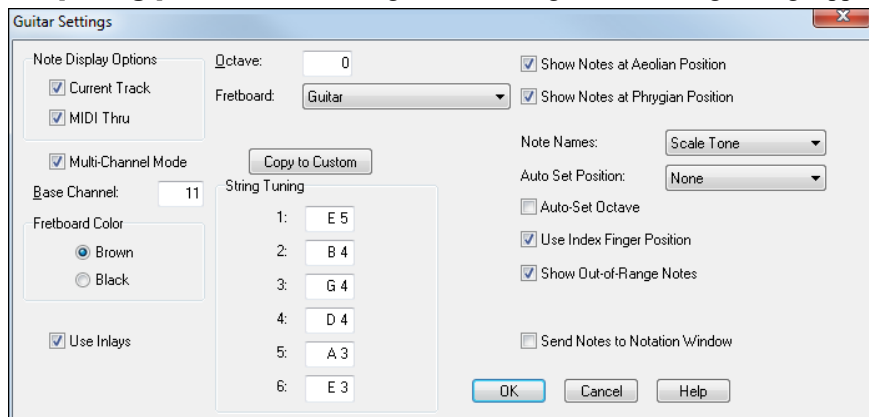 Guitar Settings
Note Display Options
Current Track
MIDI Thru
Multi-Channel Mode
Base Channel: 11
Fretboard Color
Brown
Black
Use Inlays
Octave: 0
Fretboard: Guitar
Copy to Custom
String Tuning
1: E 5
2: B 4
3: G 4
4: D 4
5: A 3
6: E 3
Show Notes at Aeolian Position
Show Notes at Phrygian Position
Note Names: Scale Tone
Auto Set Position: None
Auto-Set Octave
Use Index Finger Position
Show Out-of-Range Notes
Send Notes to Notation Window
OK Cancel Help